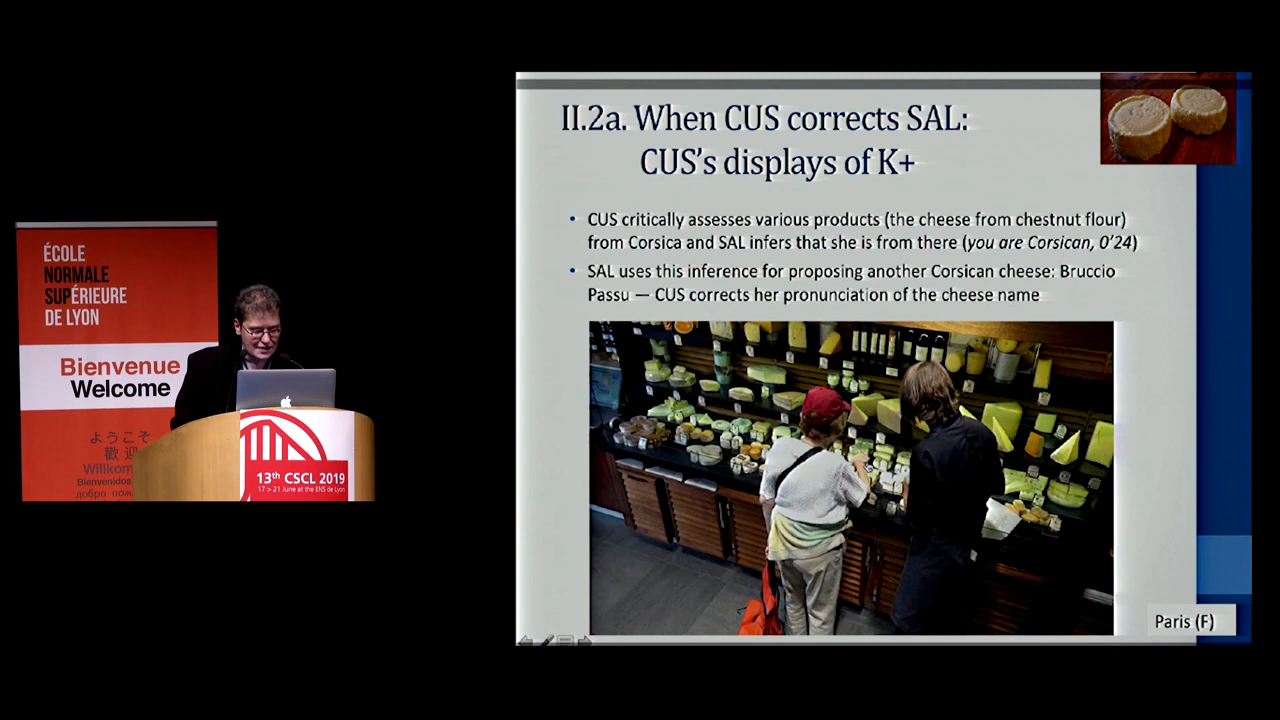 ÉCOLE
NORMALE
SUPÉRIEURE
DE LYON
Bienvenue
Welcome
ようこそ
歡迎
Bienvenidos
добро
13th CSCL 2019
17 > 21 June at the ENS de Lyon
II.2a. When CUS corrects SAL:
CUS's displays of K+
• CUS critically assesses various products (the cheese from chestnut flour)
from Corsica and SAL infers that she is from there (you are Corsican, 0'24)
• SAL uses this inference for proposing another Corsican cheese: Bruccio
Passu — CUS corrects her pronunciation of the cheese name
Paris (F)